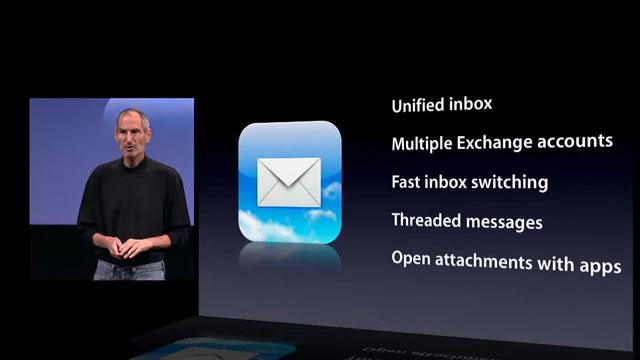 Unified inbox
Multiple Exchange accounts
Fast inbox switching
Threaded messages
Open attachments with apps